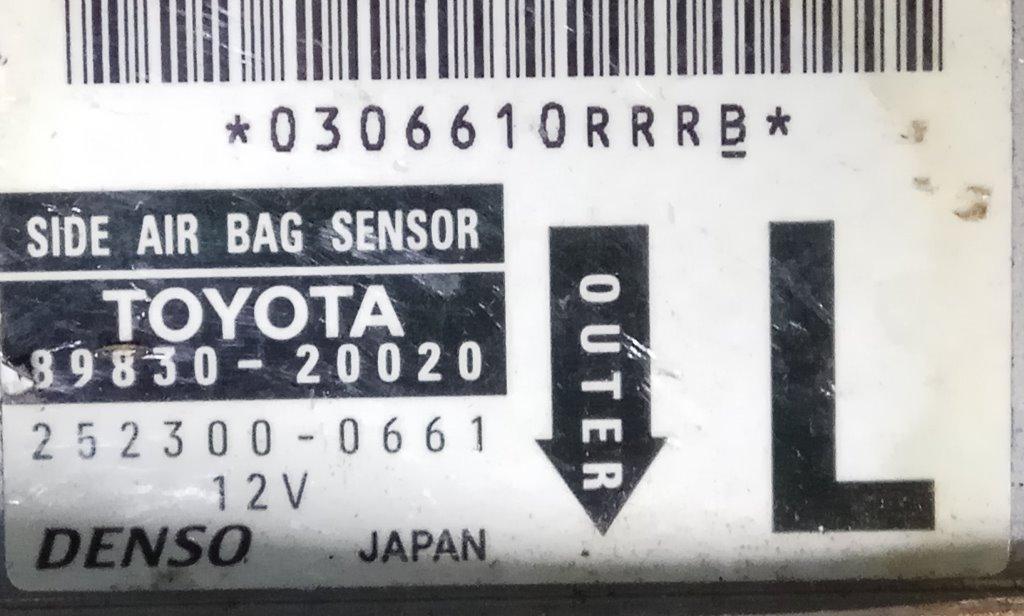 *0306610RRRB*
SIDE AIR BAG SENSOR
TOYOTA
89830-20020
252300-0661
12V
DENSO JAPAN
OUTER
L